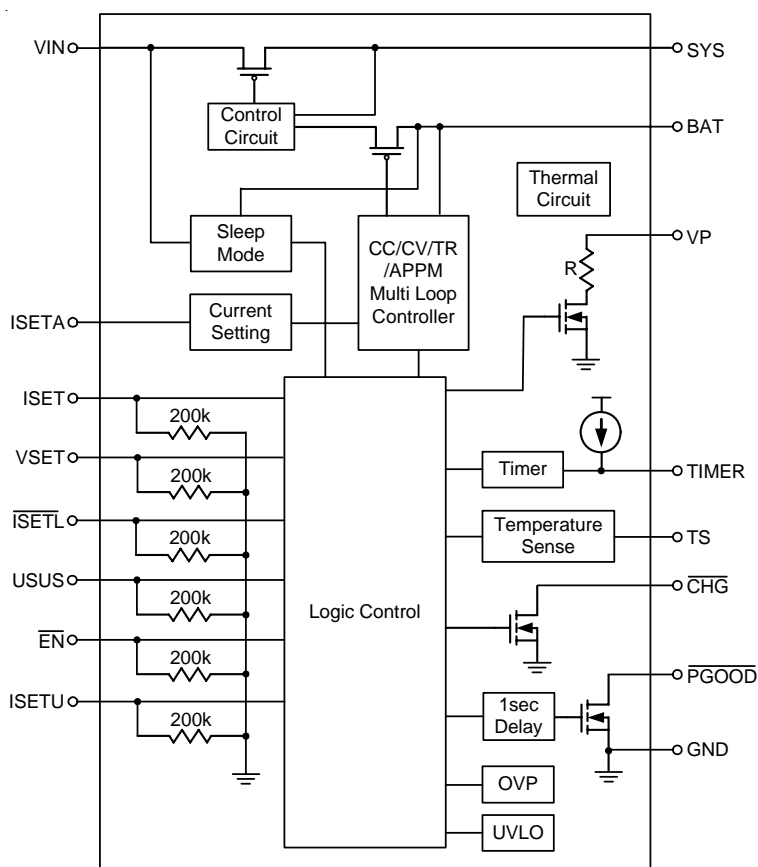 VIN
SYS
Control
Circuit
BAT
Thermal
Circuit
Sleep
Mode
CC/CV/TR
/APPM
Multi Loop
Controller
VP
R
ISETA
Current
Setting
ISET
200k
VSET
200k
ISETL
200k
USUS
200k
EN
200k
ISETU
200k
Logic Control
Timer
TIMER
Temperature
Sense
TS
CHG
PGOOD
1sec
Delay
GND
OVP
UVLO